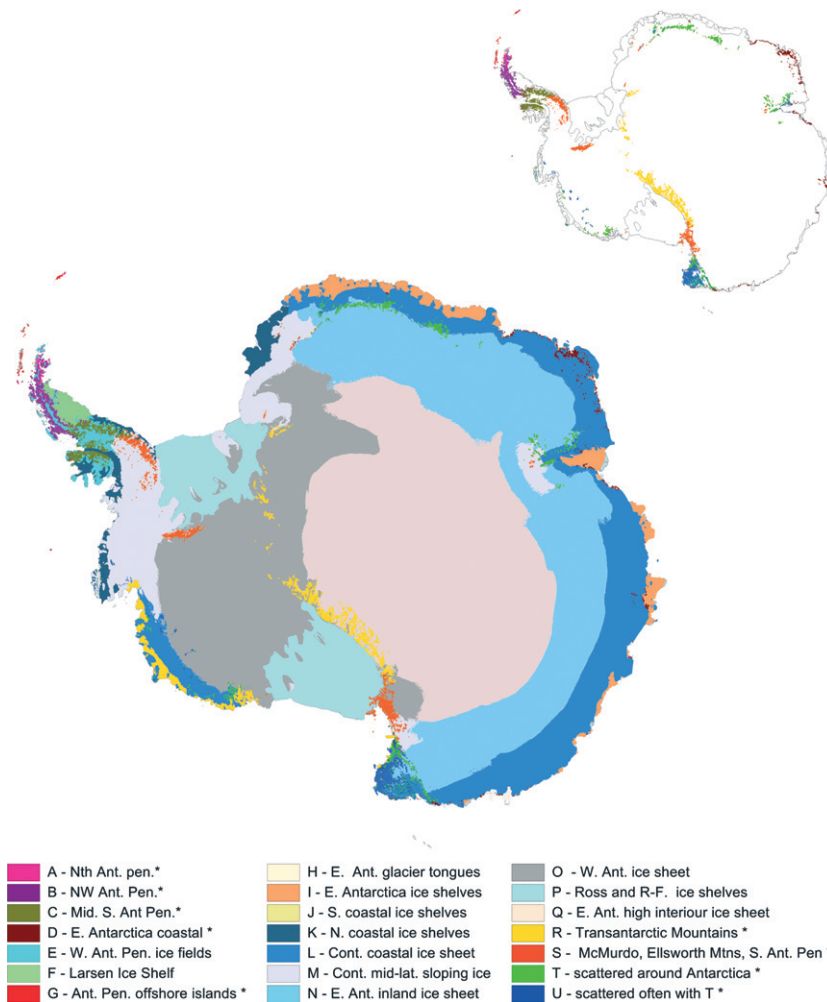 A - Nth Ant. pen.*
B - NW Ant. Pen.*
C - Mid. S. Ant Pen.*
D - E. Antarctica coastal *
E - W. Ant. Pen. ice fields
F - Larsen Ice Shelf
G - Ant. Pen. offshore islands *
H - E. Ant. glacier tongues
I - E. Antarctica ice shelves
J - S. coastal ice shelves
K - N. coastal ice shelves
L - Cont. coastal ice sheet
M - Cont. mid-lat. sloping ice
N - E. Ant. inland ice sheet
O - W. Ant. ice sheet
P - Ross and R-F. ice shelves
Q - E. Ant. high interiour ice sheet
R - Transantarctic Mountains *
S - McMurdo, Ellsworth Mtns, S. Ant. Pen *
T - scattered around Antarctica *
U - scattered often with T *